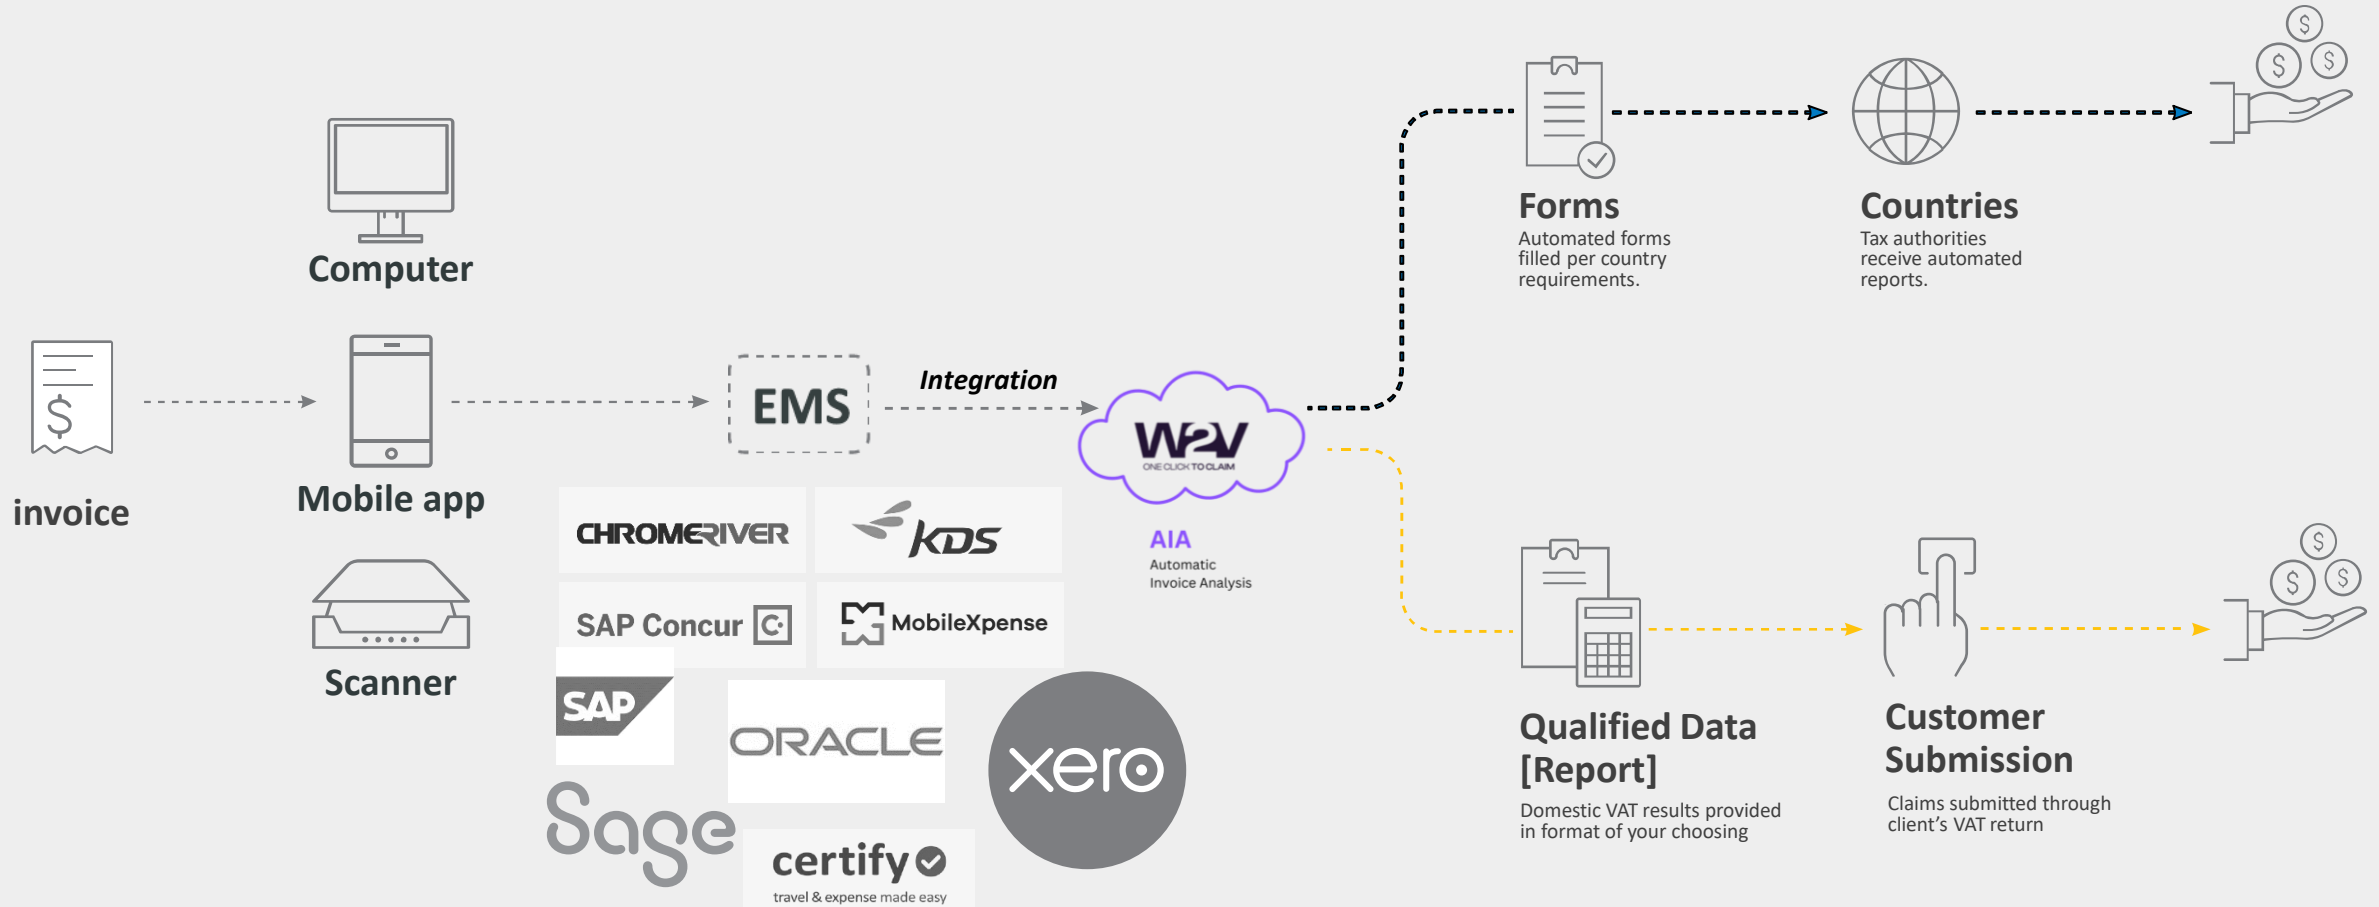 invoice
Computer
Mobile app
Scanner
EMS
Integration
CHROMERIVER
KDS
SAP Concur C.
MobileXpense
SAP
ORACLE
xero
Sage
certify
travel & expense made easy
W2V
ONE CLICK TO CLAIM
AIA
Automatic
Invoice Analysis
Forms
Automated forms
filled per country
requirements.
Countries
Tax authorities
receive automated
reports.
Qualified Data
[Report]
Domestic VAT results provided
in format of your choosing
Customer
Submission
Claims submitted through
client’s VAT return
$
$
$
$
$
$
$